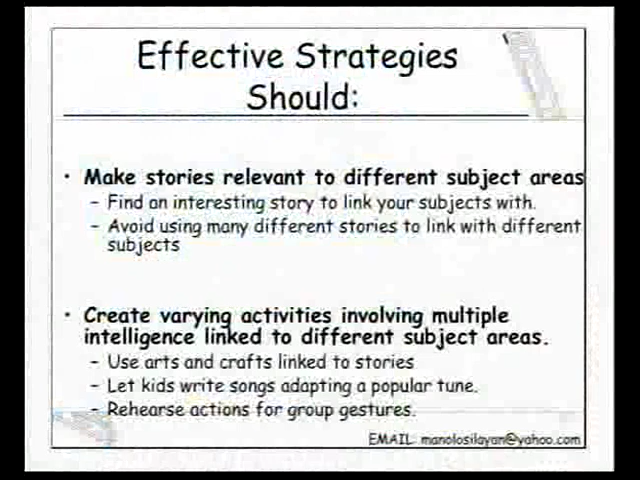 Effective Strategies
Should:
• Make stories relevant to different subject areas
– Find an interesting story to link your subjects with.
– Avoid using many different stories to link with different
subjects
• Create varying activities involving multiple
intelligence linked to different subject areas.
– Use arts and crafts linked to stories
– Let kids write songs adapting a popular tune.
– Rehearse actions for group gestures.
EMAIL: manolosilayan@yahoo.com